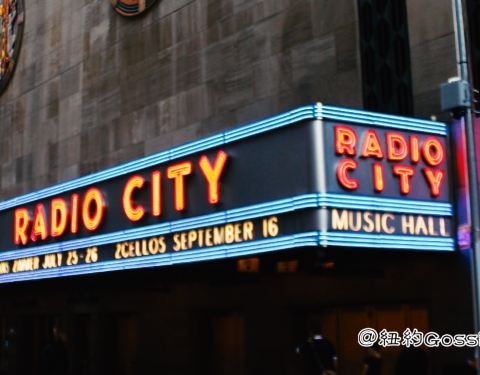 RADIO CITY
ZIMMER JULY 25-26 2CELLOS SEPTEMBER 16
RADIO
CITY
MUSIC HALL
@紐約Gossi